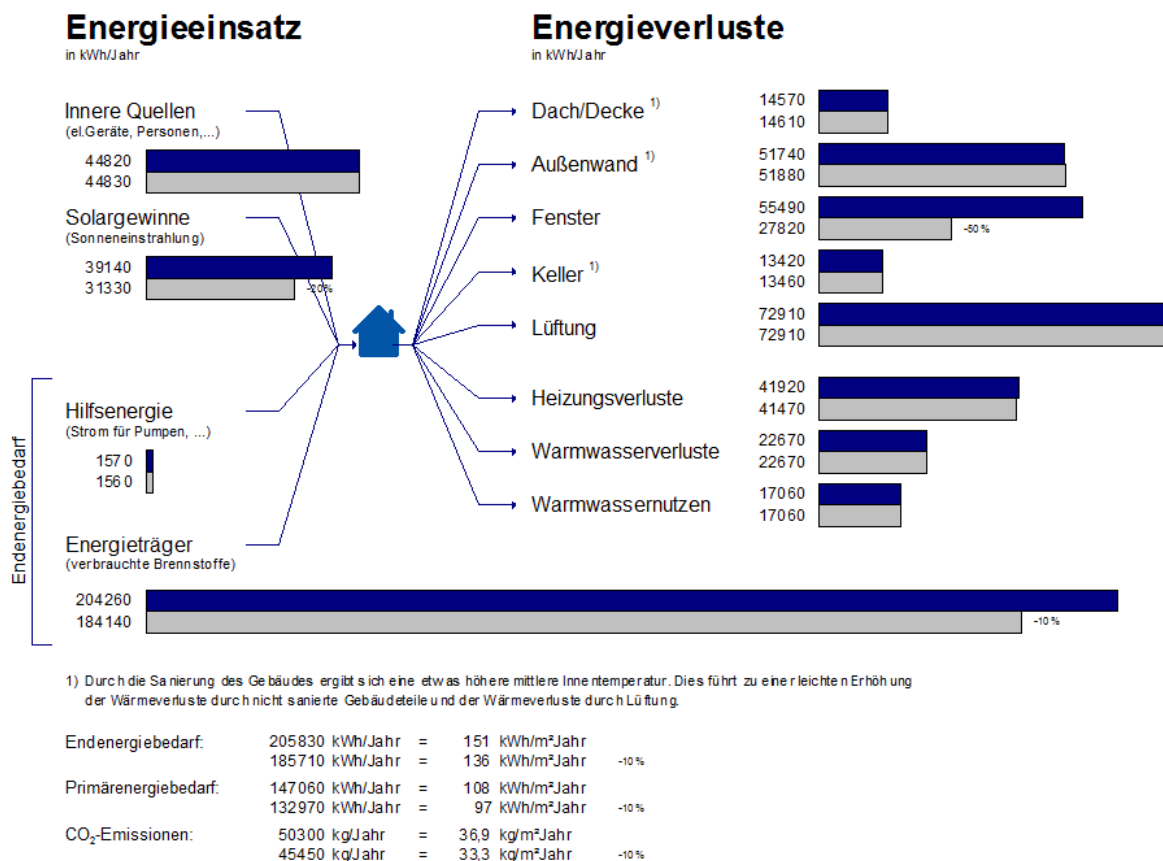 Energieeinsatz
in kWh/Jahr
Innere Quellen
(el.Geräte, Personen,...)
44820
44830
Solargewinne
(Sonneneinstrahlung)
39140
31330
-20%
Endenergiebedarf
Hilfsenergie
(Strom für Pumpen, ...)
1570
1560
Energieträger
(verbrauchte Brennstoffe)
204260
184140
-10%
Energieverluste
in kWh/Jahr
Dach/Decke 1)
14570
14610
Außenwand 1)
51740
51880
Fenster
55490
27820
-50%
Keller 1)
13420
13460
Lüftung
72910
72910
Heizungsverluste
41920
41470
Warmwasserverluste
22670
22670
Warmwassernutzen
17060
17060
1) Durch die Sanierung des Gebäudes ergibt sich eine etwas höhere mittlere Innentemperatur. Dies führt zu einer leichten Erhöhung
der Wärmeverluste durch nicht sanierte Gebäudeteile und der Wärmeverluste durch Lüftung.
Endenergiebedarf: 205830 kWh/Jahr = 151 kWh/m²Jahr
185710 kWh/Jahr = 136 kWh/m²Jahr -10%
Primärenergiebedarf: 147060 kWh/Jahr = 108 kWh/m²Jahr
132970 kWh/Jahr = 97 kWh/m²Jahr -10%
CO₂-Emissionen: 50300 kg/Jahr = 36,9 kg/m²Jahr
45450 kg/Jahr = 33,3 kg/m²Jahr -10%